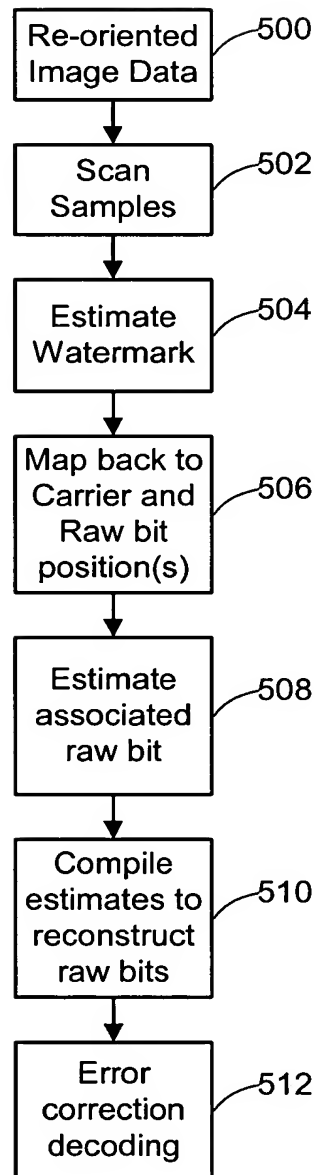 Re-oriented
Image Data
500
Scan
Samples
502
Estimate
Watermark
504
Map back to
Carrier and
Raw bit
position(s)
506
Estimate
associated
raw bit
508
Compile
estimates to
reconstruct
raw bits
510
Error
correction
decoding
512